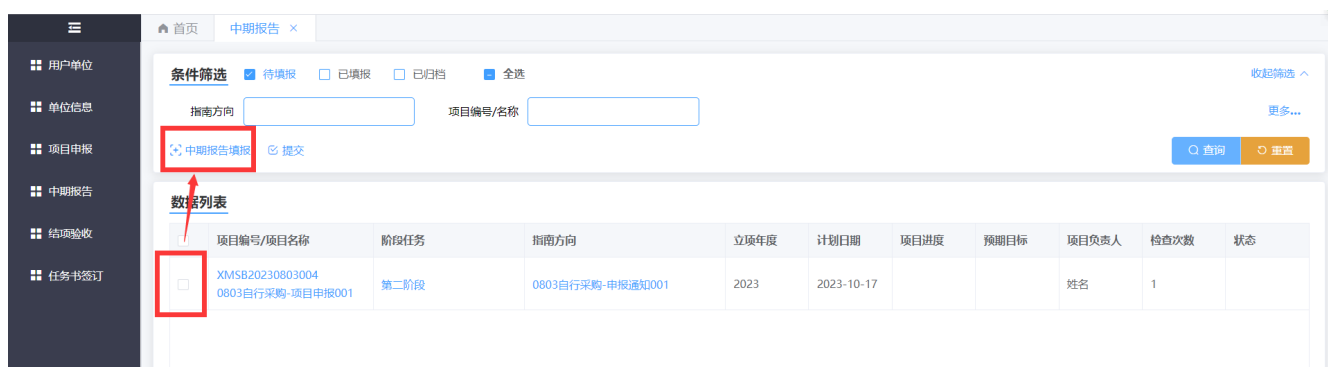 首页
中期报告 ×
用户单位
单位信息
项目申报
中期报告
结项验收
任务书签订
条件筛选 待填报 已填报 已归档 全选 收起筛选
指南方向 项目编号/名称 更多...
中期报告填报 提交 查询 重置
数据列表
项目编号/项目名称 阶段任务 指南方向 立项年度 计划日期 项目进度 预期目标 项目负责人 检查次数 状态
XMSB20230803004
0803自行采购-项目申报001 第二阶段 0803自行采购-申报通知001 2023 2023-10-17 姓名 1